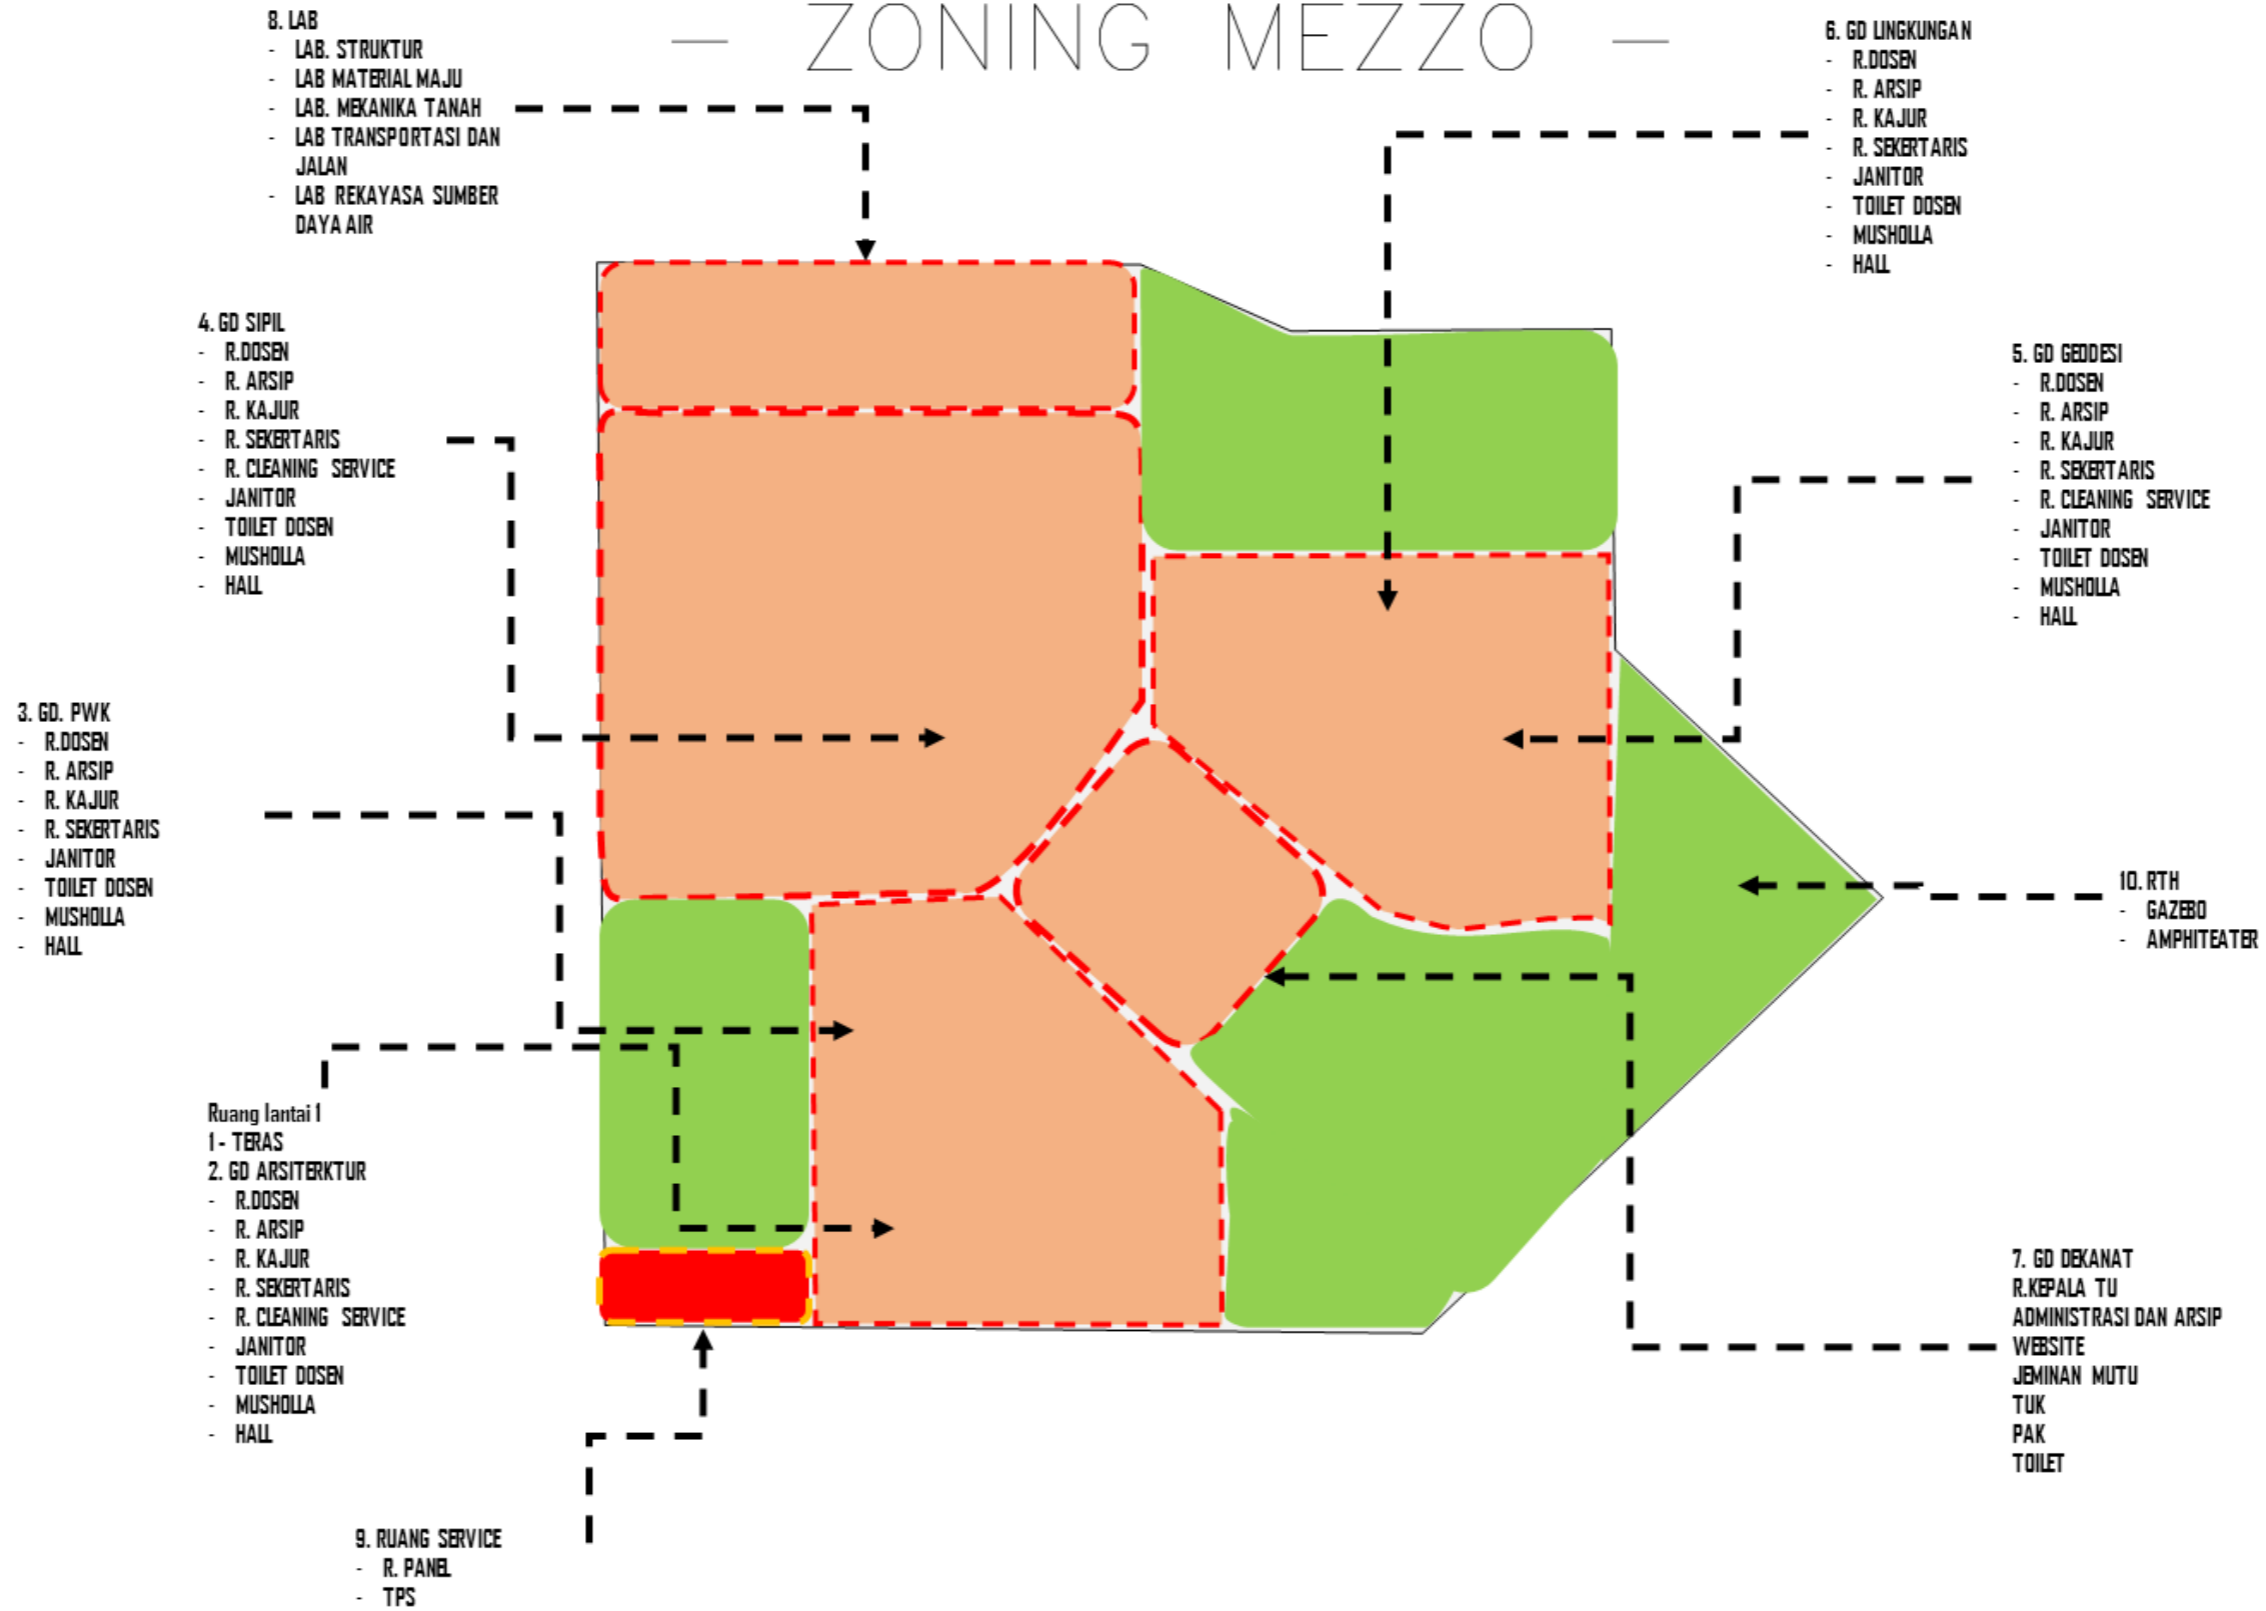 — ZONING MEZZO —
8. LAB
- LAB. STRUKTUR
- LAB MATERIAL MAJU
- LAB. MEKANIKA TANAH
- LAB TRANSPORTASI DAN
JALAN
- LAB REKAYASA SUMBER
DAYA AIR
6. GD LINGKUNGAN
- R.DOSEN
- R. ARSIP
- R. KAJUR
- R. SEKERTARIS
- JANITOR
- TOILET DOSEN
- MUSHOLLA
- HALL
4. GD SIPIL
- R.DOSEN
- R. ARSIP
- R. KAJUR
- R. SEKERTARIS
- R. CLEANING SERVICE
- JANITOR
- TOILET DOSEN
- MUSHOLLA
- HALL
5. GD GEODESI
- R.DOSEN
- R. ARSIP
- R. KAJUR
- R. SEKERTARIS
- R. CLEANING SERVICE
- JANITOR
- TOILET DOSEN
- MUSHOLLA
- HALL
3. GD. PWK
- R.DOSEN
- R. ARSIP
- R. KAJUR
- R. SEKERTARIS
- JANITOR
- TOILET DOSEN
- MUSHOLLA
- HALL
10. RTH
- GAZEBO
- AMPHITEATER
Ruang lantai 1
1 - TERAS
2. GD ARSITERKTUR
- R.DOSEN
- R. ARSIP
- R. KAJUR
- R. SEKERTARIS
- R. CLEANING SERVICE
- JANITOR
- TOILET DOSEN
- MUSHOLLA
- HALL
7. GD DEKANAT
R.KEPALA TU
ADMINISTRASI DAN ARSIP
WEBSITE
JEMINAN MUTU
TUK
PAK
TOILET
9. RUANG SERVICE
- R. PANEL
- TPS